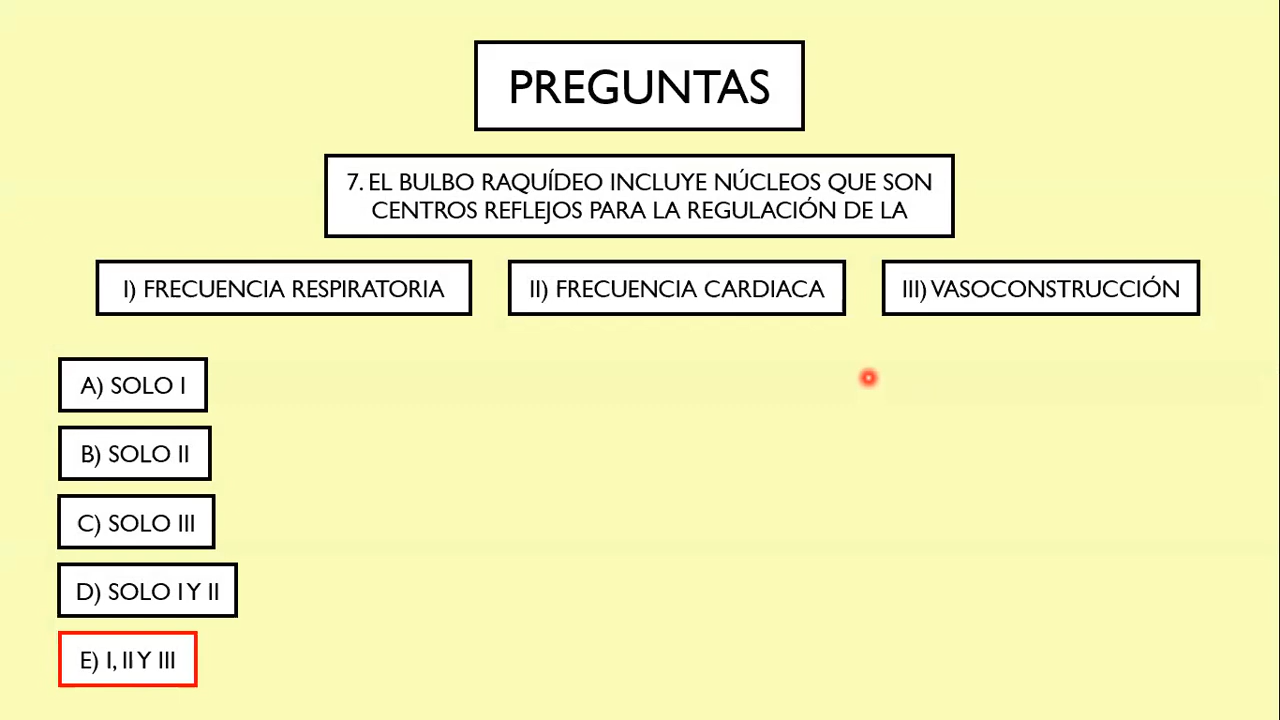 PREGUNTAS
7. EL BULBO RAQUÍDEO INCLUYE NÚCLEOS QUE SON
CENTROS REFLEJOS PARA LA REGULACIÓN DE LA
I) FRECUENCIA RESPIRATORIA
II) FRECUENCIA CARDIACA
III) VASOCONSTRUCCIÓN
A) SOLO I
B) SOLO II
C) SOLO III
D) SOLO I Y II
E) I, II Y III